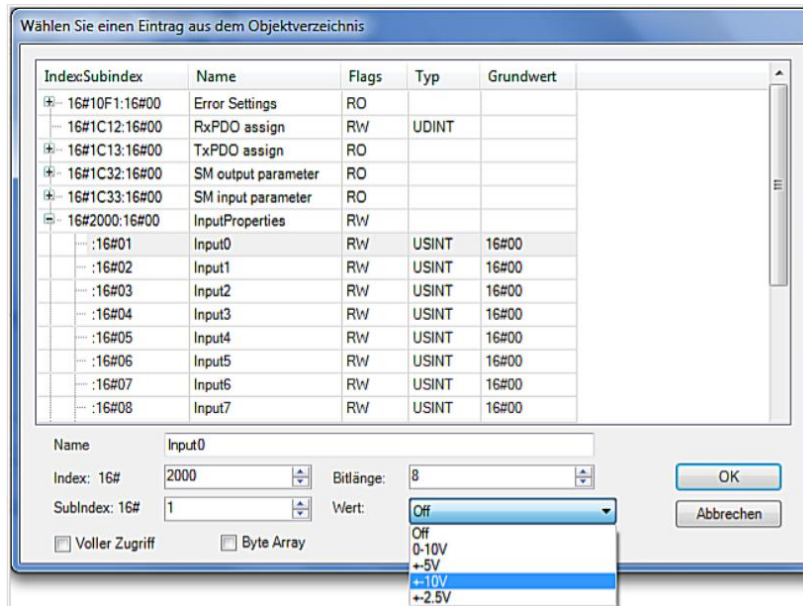 Wählen Sie einen Eintrag aus dem Objektverzeichnis
Index:Subindex Name Flags Typ Grundwert
16#10F1:16#00 Error Settings RO
16#1C12:16#00 RxPDO assign RW UDINT
16#1C13:16#00 TxPDO assign RO
16#1C32:16#00 SM output parameter RO
16#1C33:16#00 SM input parameter RO
16#2000:16#00 InputProperties RW
:16#01 Input0 RW USINT 16#00
:16#02 Input1 RW USINT 16#00
:16#03 Input2 RW USINT 16#00
:16#04 Input3 RW USINT 16#00
:16#05 Input4 RW USINT 16#00
:16#06 Input5 RW USINT 16#00
:16#07 Input6 RW USINT 16#00
:16#08 Input7 RW USINT 16#00
Name Input0
Index: 16# 2000 Bitlänge: 8 OK
SubIndex: 16# 1 Wert: Off Abbrechen
Voller Zugriff Byte Array Off
0-10V
+-5V
+-10V
+-2.5V